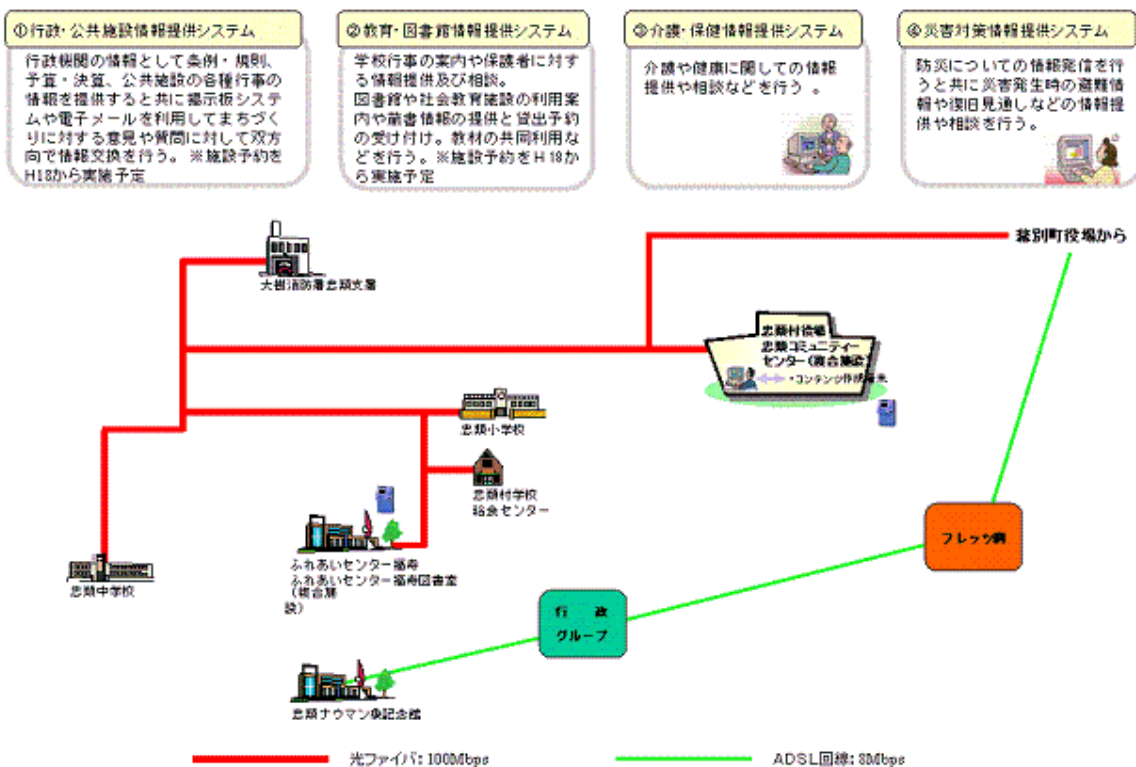 ①行政・公共施設情報提供システム
行政機関の情報として条例・規則、
予算・決算、公共施設の各種行事の
情報を提供すると共に掲示板システ
ムや電子メールを利用してまちづく
りに対する意見や質問に対して双方
向で情報交換を行う。 ※施設予約を
H18から実施予定
②教育・図書館情報提供システム
学校行事の案内や保護者に対す
る情報提供及び相談。
図書館や社会教育施設の利用案
内や蔵書情報の提供と貸出予約
の受け付け。教材の共同利用な
どを行う。※施設予約をH18か
ら実施予定
③介護・保健情報提供システム
介護や健康に関しての情報
提供や相談などを行う 。
④災害対策情報提供システム
防災についての情報発信を行
うと共に災害発生時の避難情
報や復旧見通しなどの情報提
供や相談を行う。
幕別町役場から
大樹消防署忠類支署
忠類村役場
忠類コミュニティー
センター(複合施設)
・コンテンツ作成
忠類小学校
忠類村学校
給食センター
ふれあいセンター福寿
ふれあいセンター福寿図書室
(複合施
設)
忠類中学校
フレッツ網
行 政
グループ
忠類ナウマン象記念館
光ファイバ: 100Mbps
ADSL回線: 8Mbps